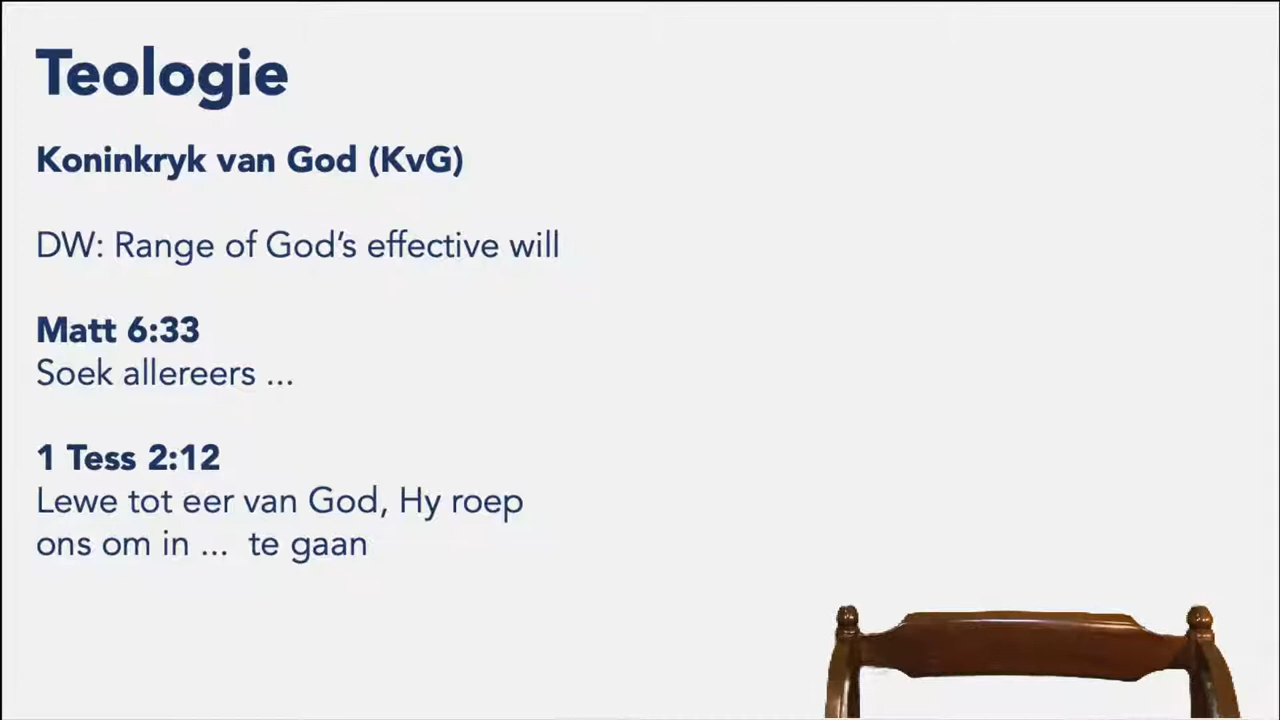 Teologie
Koninkryk van God (KvG)
DW: Range of God’s effective will
Matt 6:33
Soek allereers ...
1 Tess 2:12
Lewe tot eer van God, Hy roep
ons om in ... te gaan